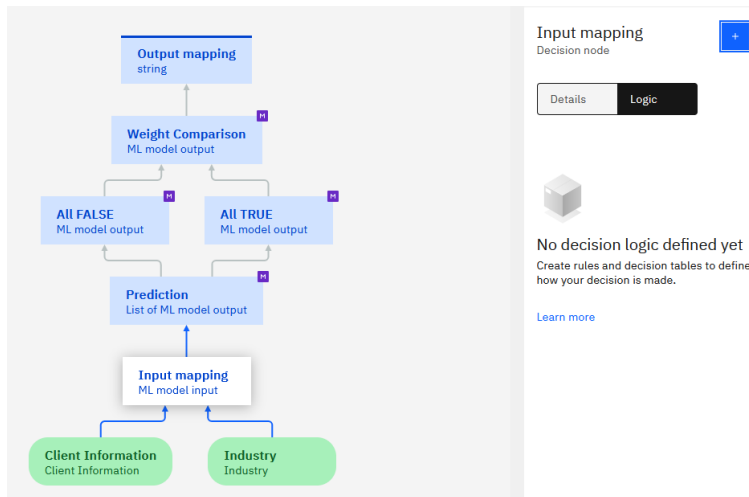 Output mapping
string
M
Weight Comparison
ML model output
M
M
All FALSE
ML model output
All TRUE
ML model output
M
Prediction
List of ML model output
Input mapping
ML model input
Client Information
Client Information
Industry
Industry
Input mapping
Decision node
+
Details
Logic
No decision logic defined yet
Create rules and decision tables to define
how your decision is made.
Learn more